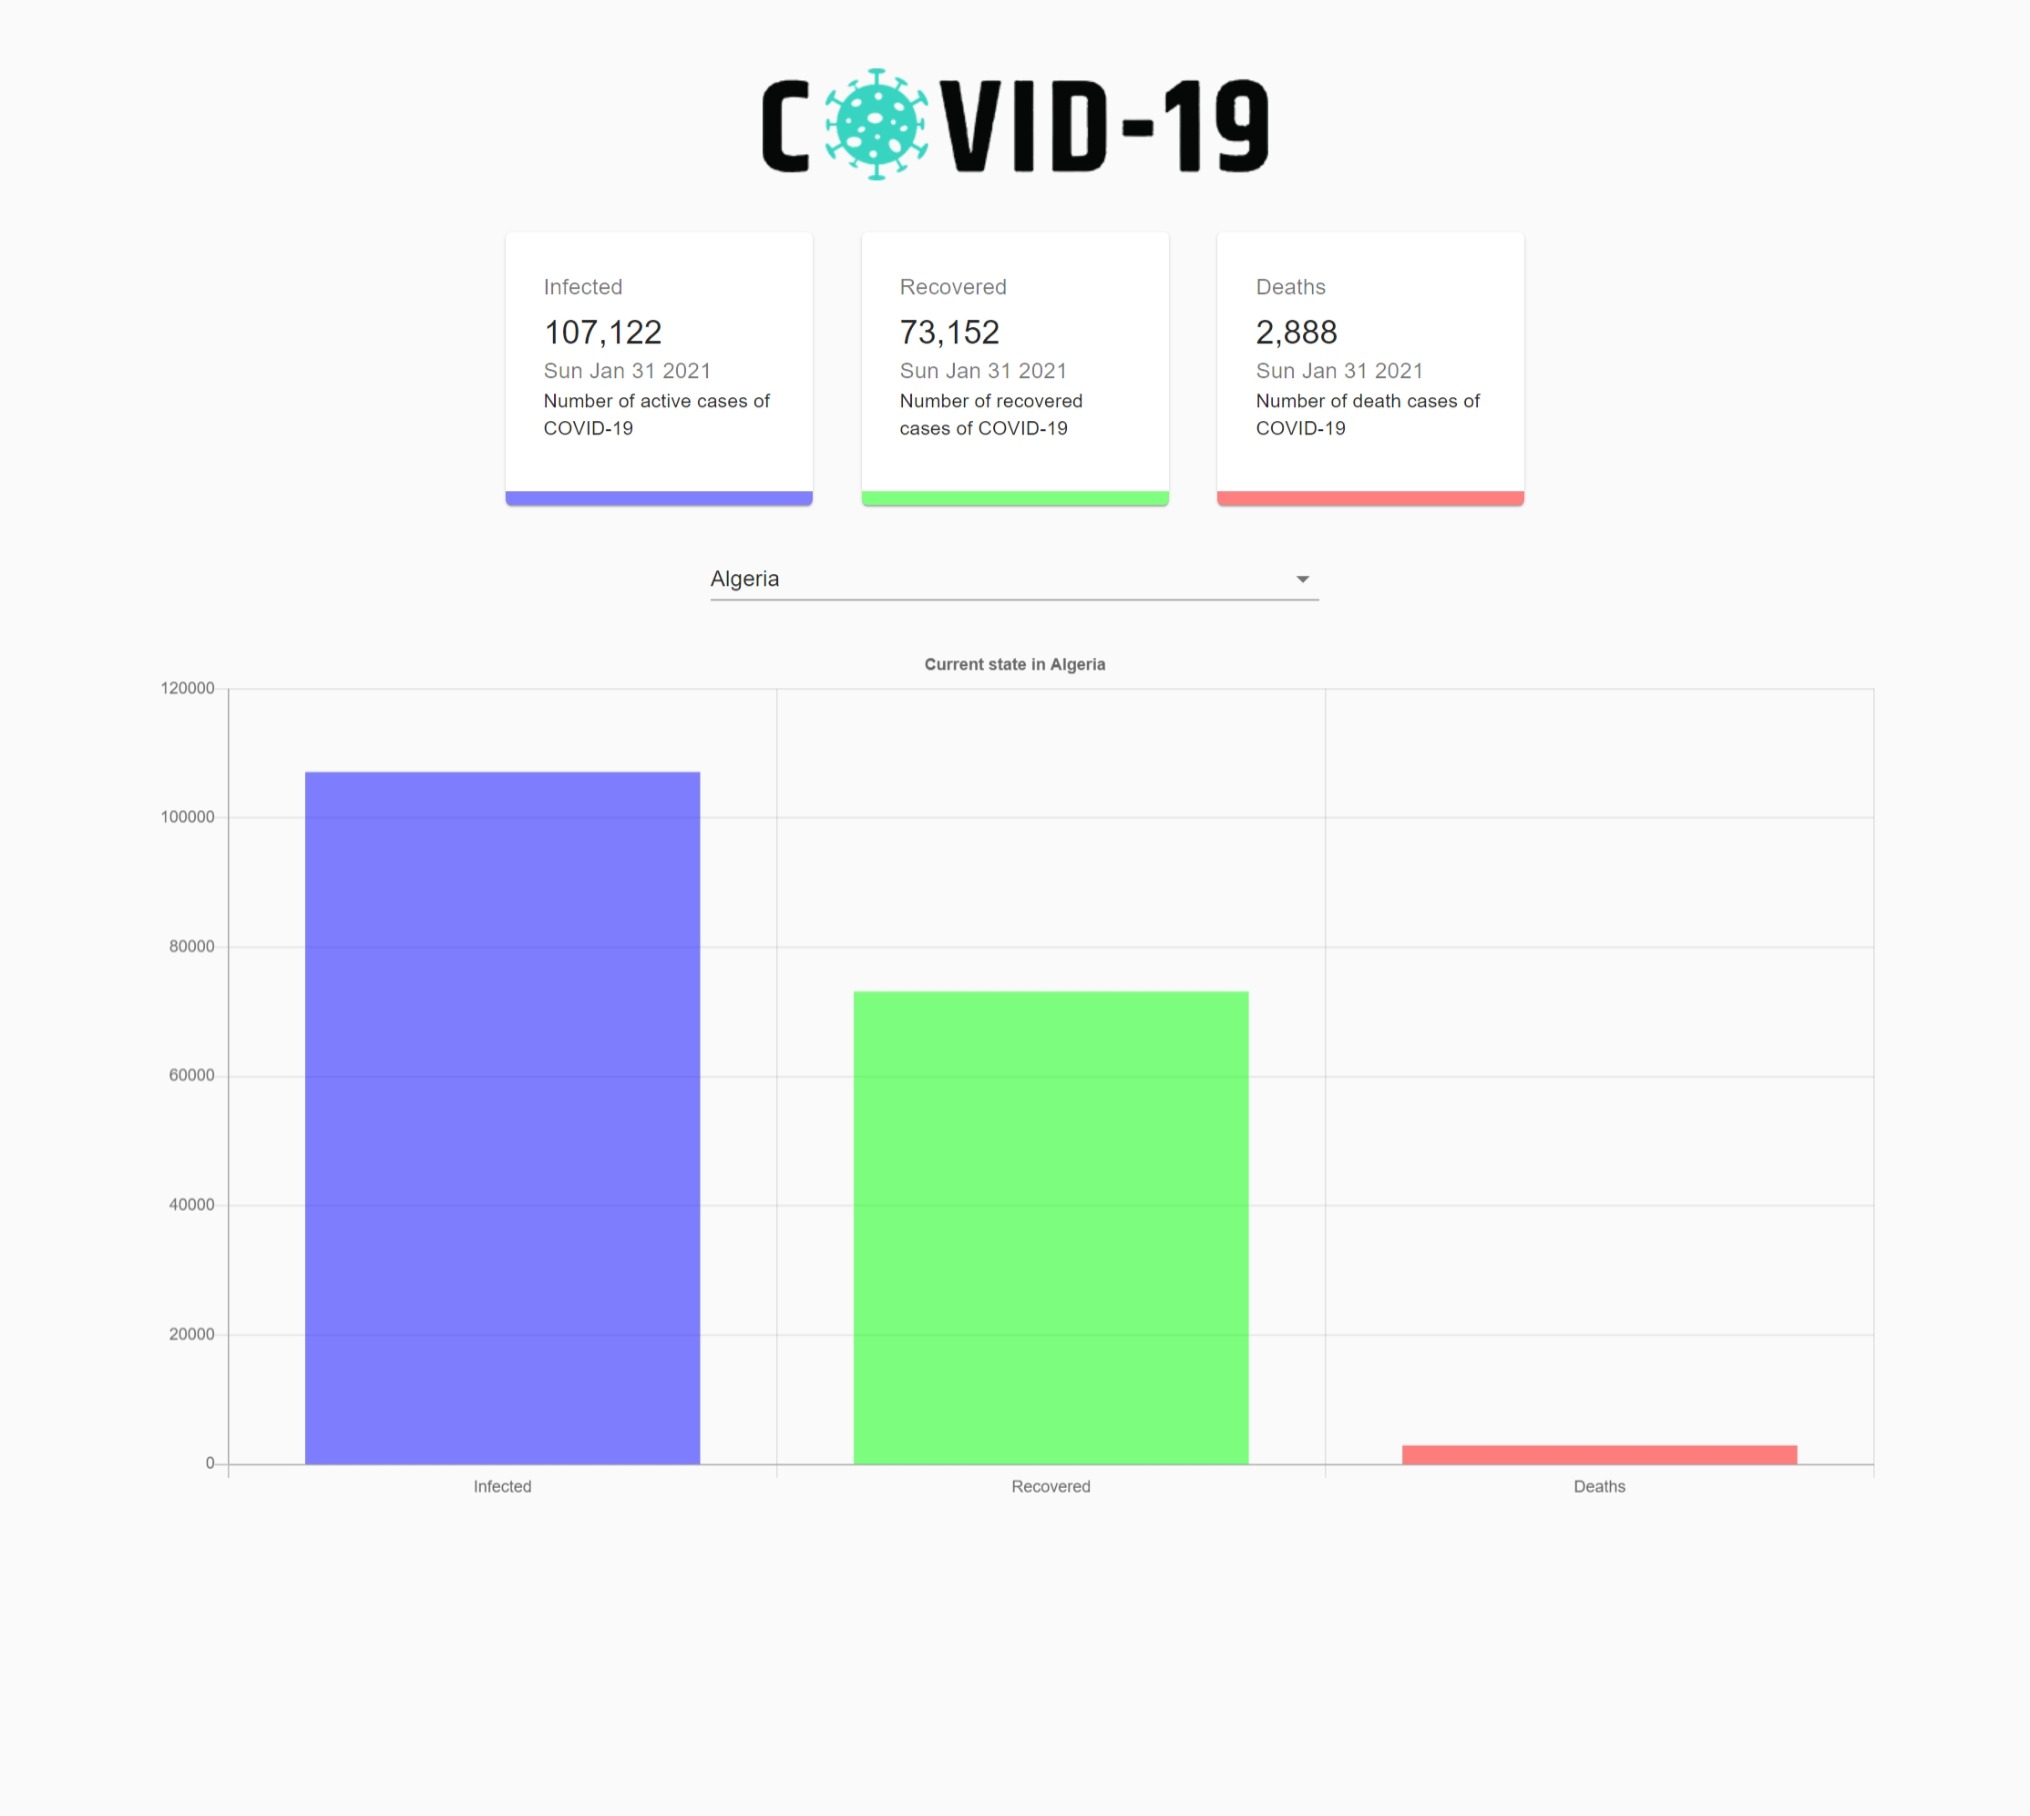 COVID-19
Infected
107,122
Sun Jan 31 2021
Number of active cases of
COVID-19
Recovered
73,152
Sun Jan 31 2021
Number of recovered
cases of COVID-19
Deaths
2,888
Sun Jan 31 2021
Number of death cases of
COVID-19
Algeria
Current state in Algeria
120000
100000
80000
60000
40000
20000
0
Infected
Recovered
Deaths